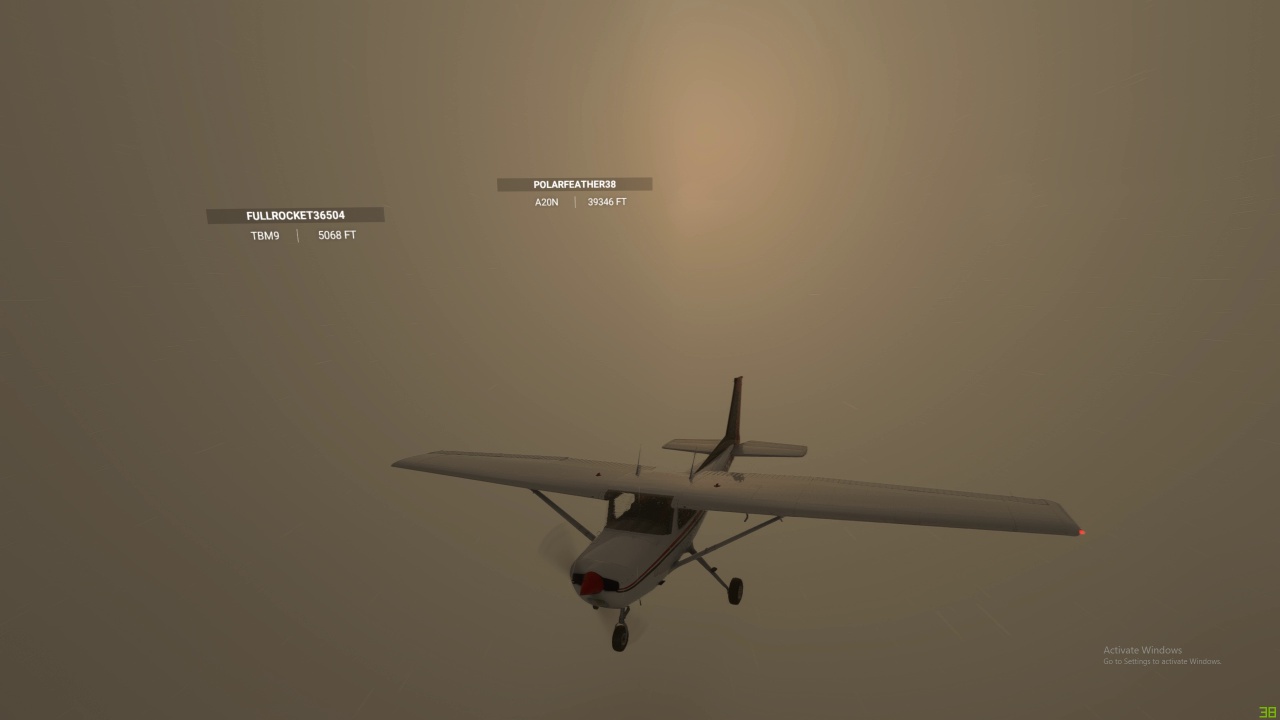 POLARFEATHER38
A20N | 39346 FT
FULLROCKET36504
TBM9 | 5068 FT
Activate Windows
Go to Settings to activate Windows.
38